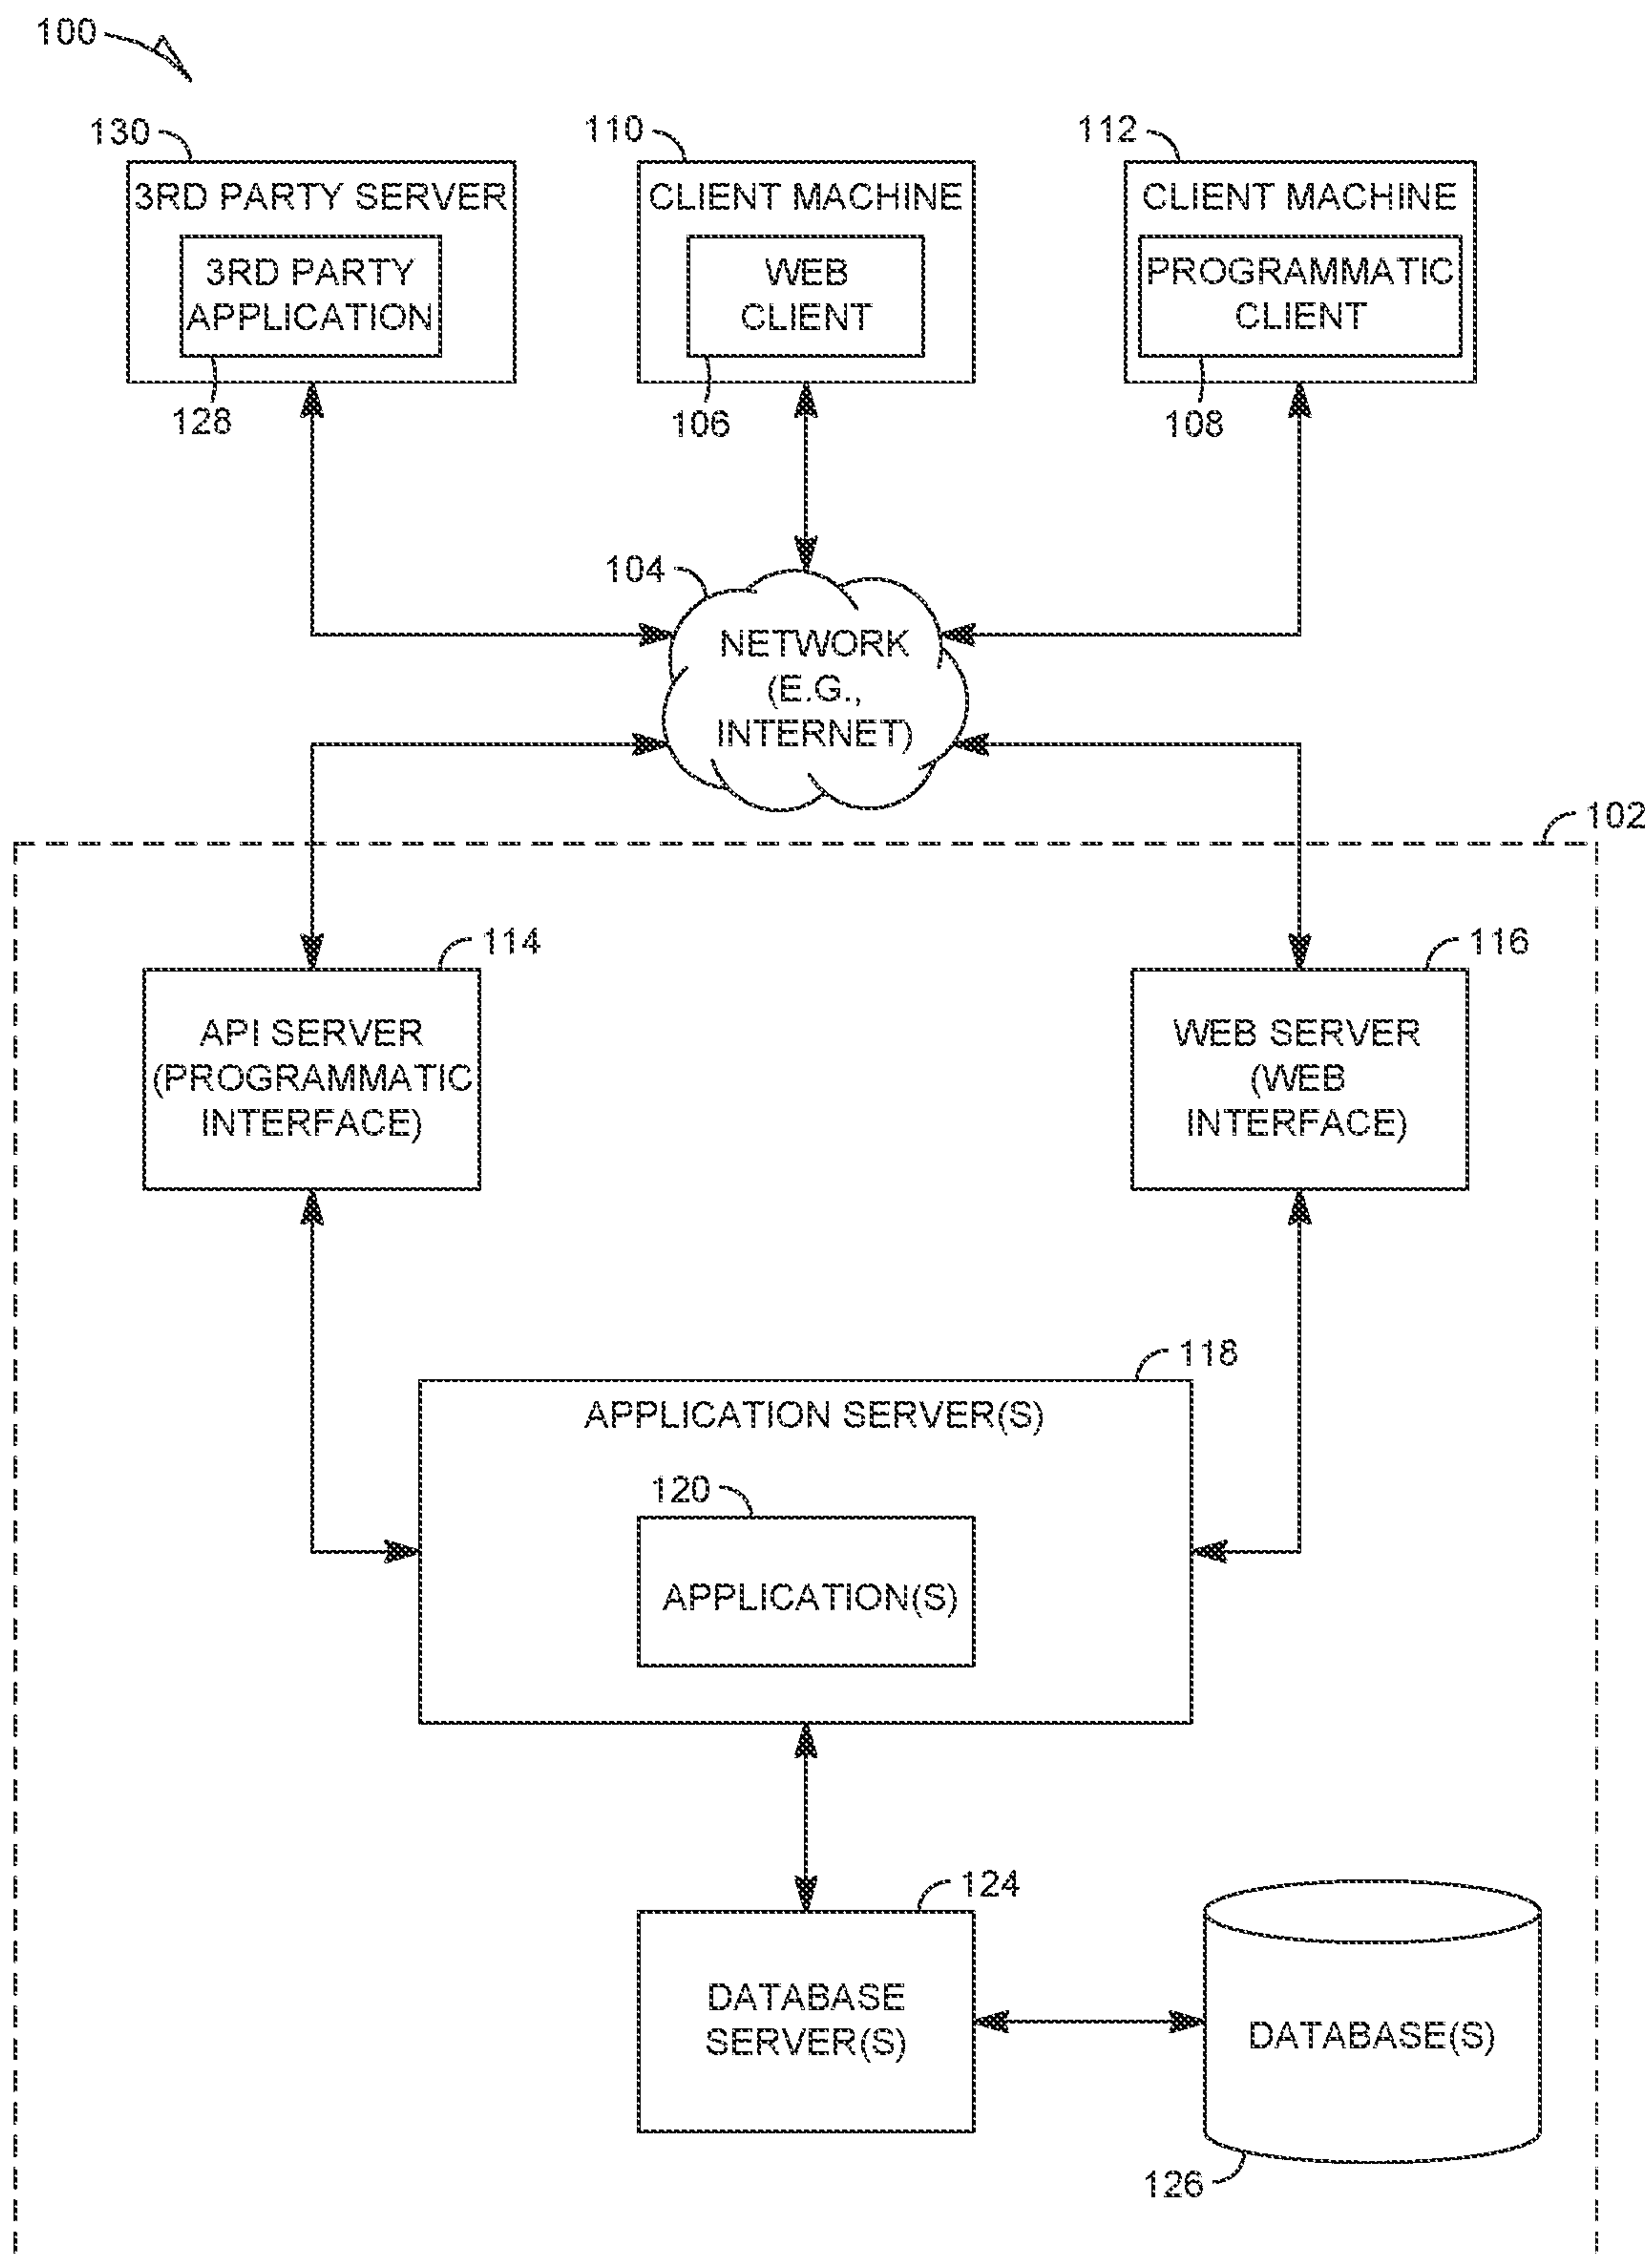 100
130
110
112
3RD PARTY SERVER
CLIENT MACHINE
CLIENT MACHINE
3RD PARTY
APPLICATION
WEB
CLIENT
PROGRAMMATIC
CLIENT
128
106
108
104
NETWORK
(E.G.,
INTERNET)
102
114
116
API SERVER
(PROGRAMMATIC
INTERFACE)
WEB SERVER
(WEB
INTERFACE)
118
APPLICATION SERVER(S)
120
APPLICATION(S)
124
DATABASE
SERVER(S)
DATABASE(S)
126